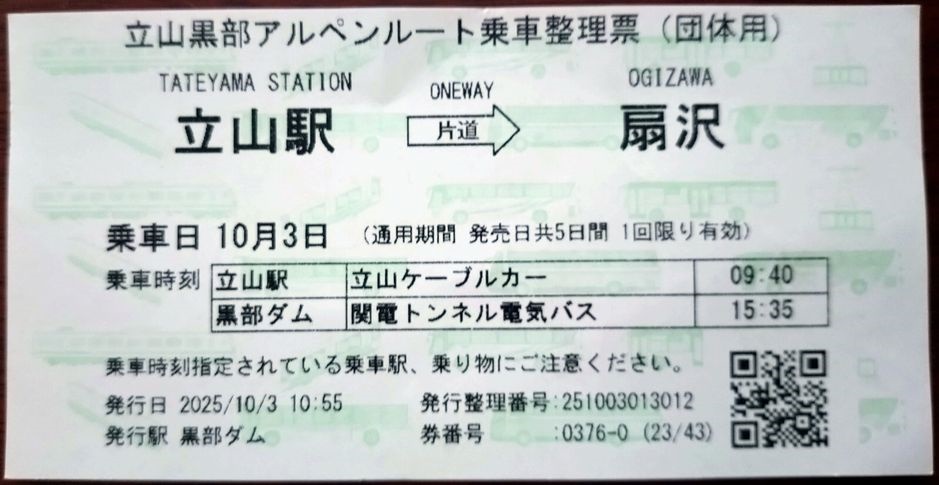 立山黒部アルペンルート乗車整理票（団体用）
TATEYAMA STATION ONEWAY OGIZAWA
立山駅 片道 扇沢
乗車日 10月3日 （通用期間 発売日共5日間 1回限り有効）
乗車時刻 立山駅 立山ケーブルカー 09:40
黒部ダム 関電トンネル電気バス 15:35
乗車時刻指定されている乗車駅、乗り物にご注意ください。
発行日 2025/10/3 10:55 発行整理番号:251003013012
発行駅 黒部ダム 券番号 :0376-0 (23/43)